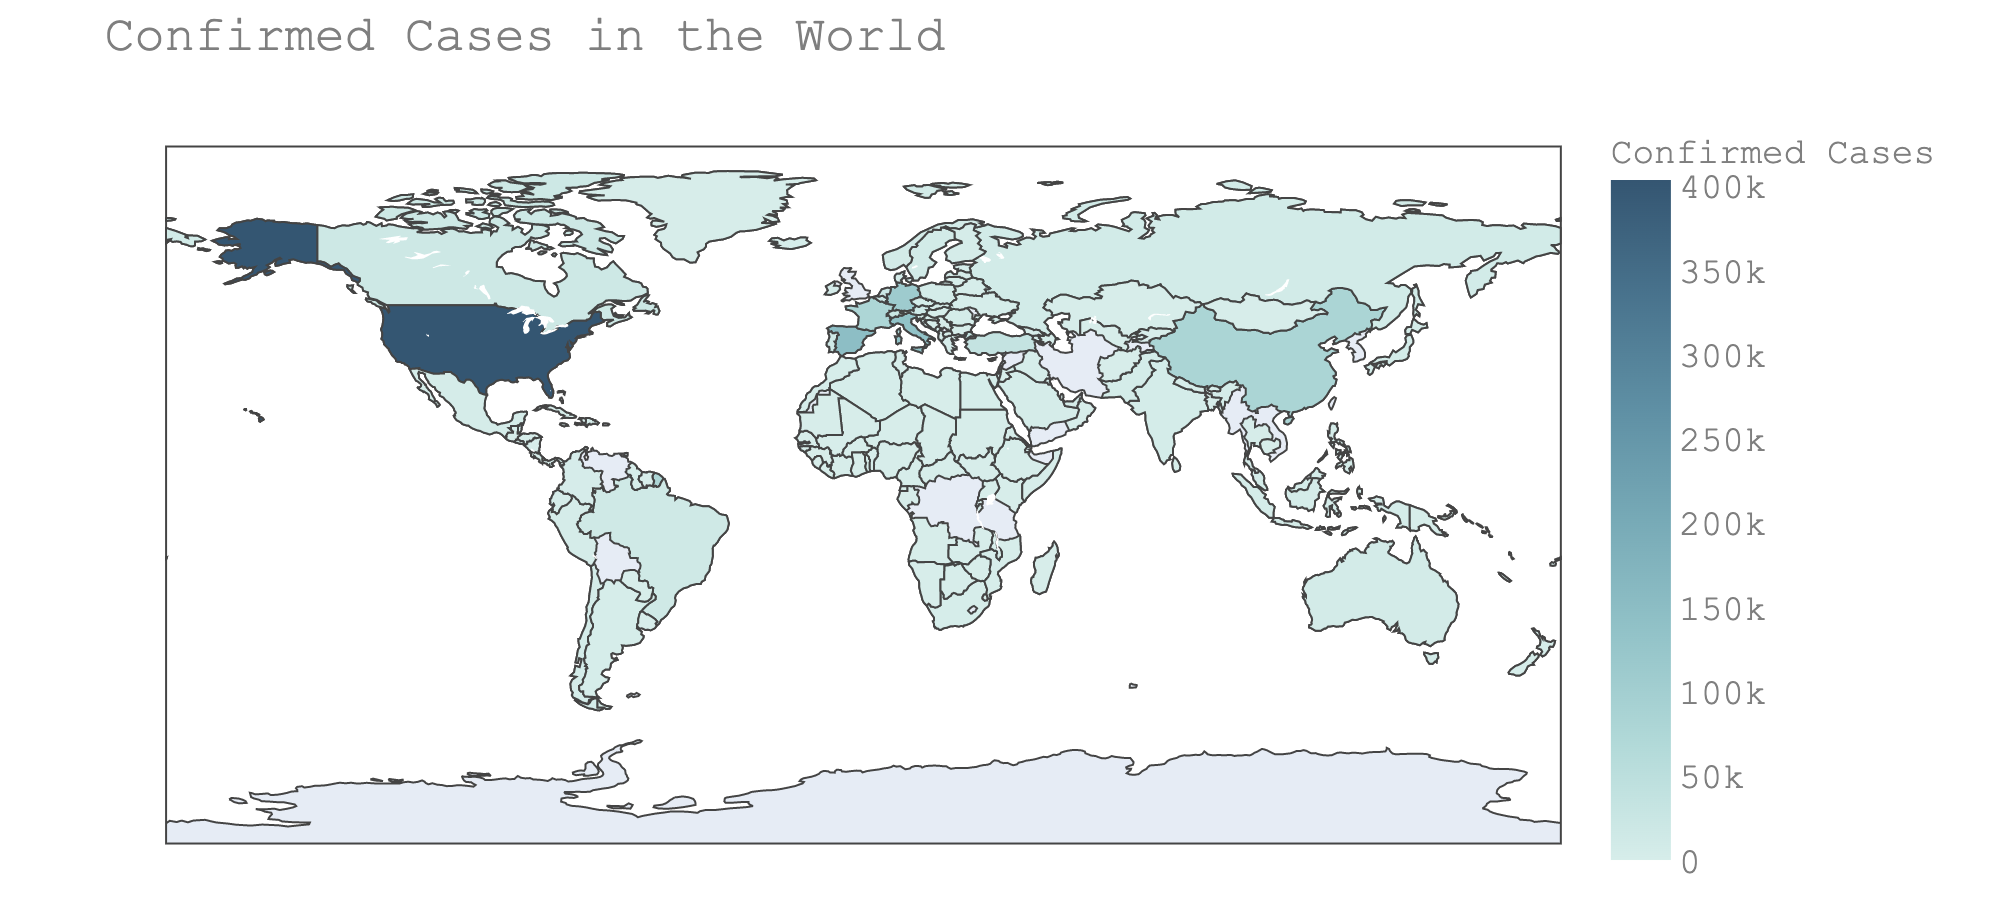 Confirmed Cases in the World
Confirmed Cases
400k
350k
300k
250k
200k
150k
100k
50k
0